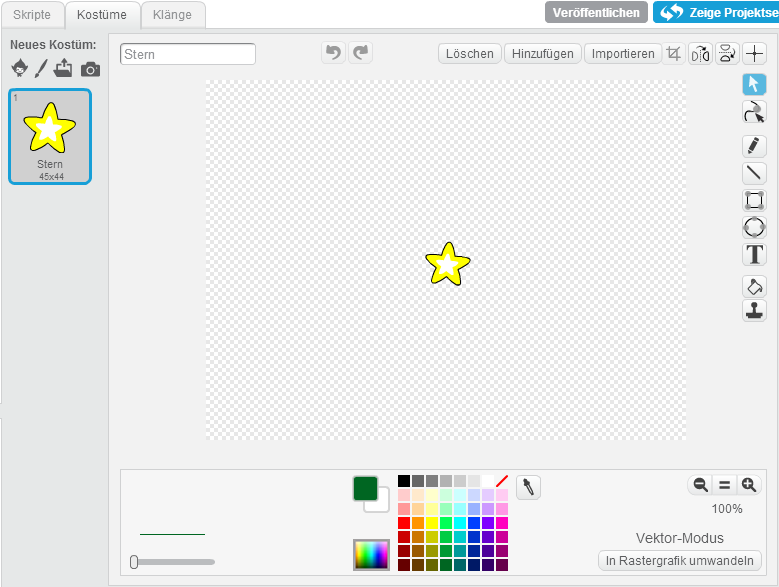 Skripte Kostüme Klänge Veröffentlichen Zeige Projektse
Neues Kostüm:
Stern Löschen Hinzufügen Importieren
1
Stern
45x44
T
100%
Vektor-Modus
In Rastergrafik umwandeln